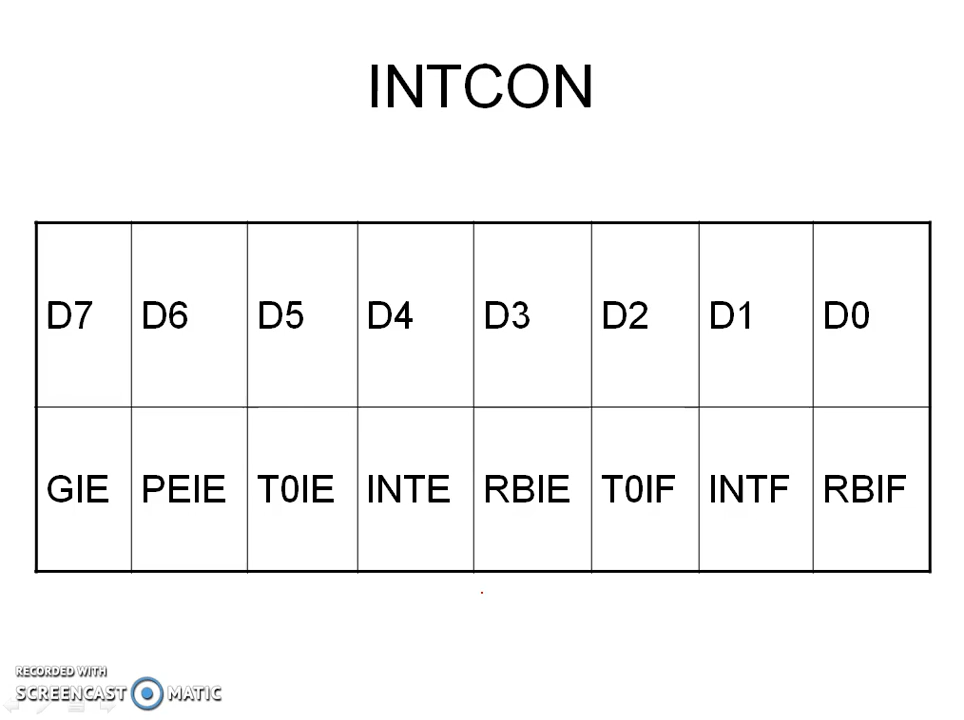 INTCON
D7 D6 D5 D4 D3 D2 D1 D0
GIE PEIE T0IE INTE RBIE T0IF INTF RBIF
RECORDED WITH
SCREENCAST MATIC